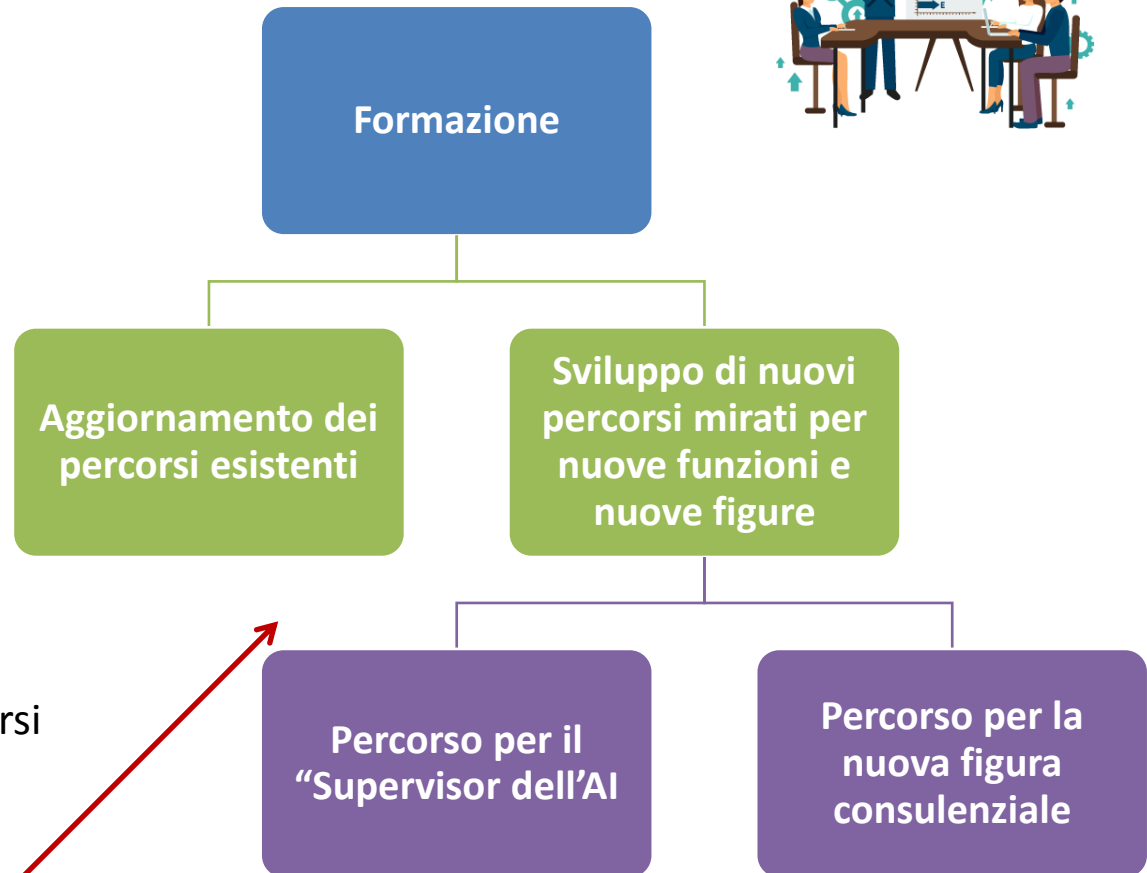 E
Formazione
Aggiornamento dei
percorsi esistenti
Sviluppo di nuovi
percorsi mirati per
nuove funzioni e
nuove figure
rsi
Percorso per il
“Supervisor dell’AI
Percorso per la
nuova figura
consulenziale